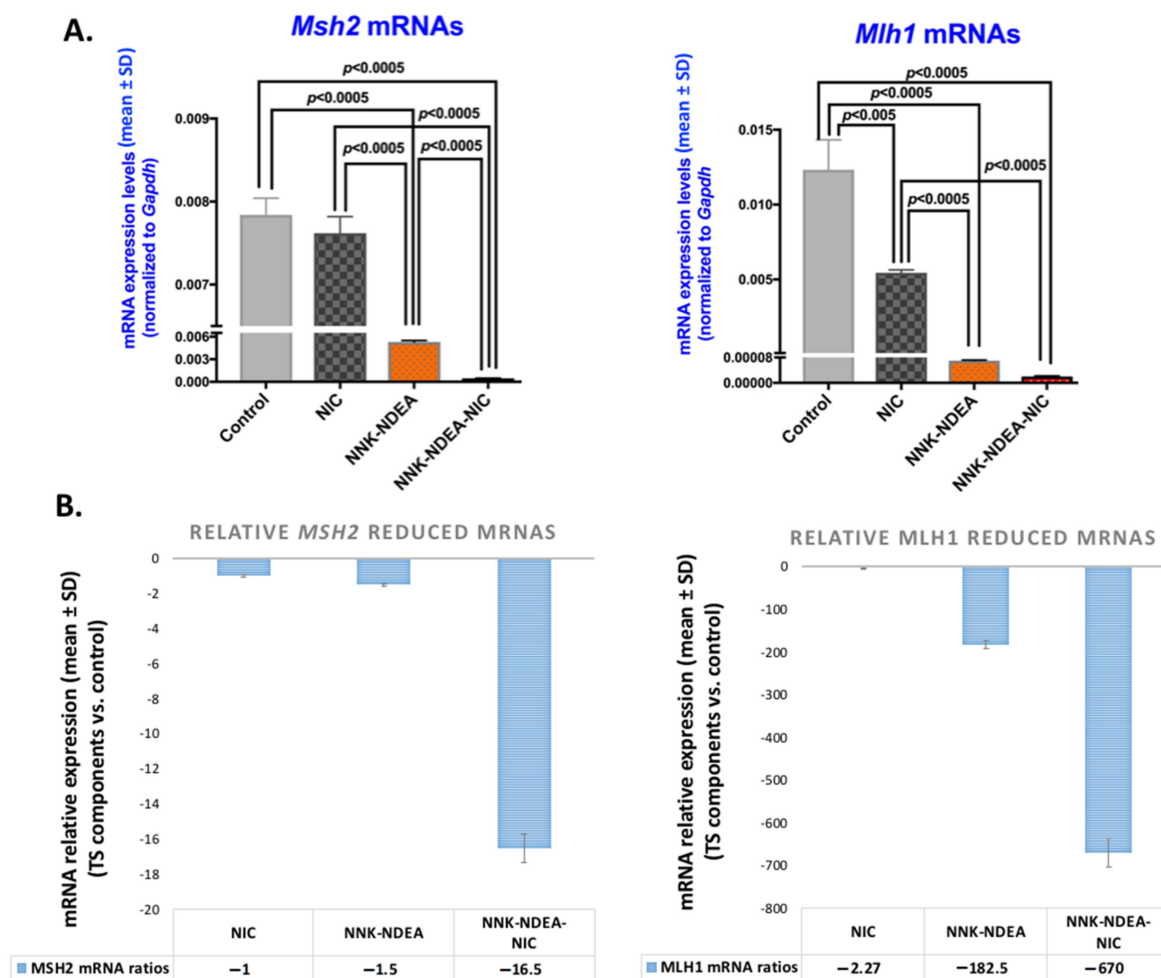 A.
Msh2 mRNAs
mRNA expression levels (mean ± SD)
(normalized to Gapdh)
p<0.0005
p<0.0005
p<0.0005
p<0.0005
p<0.0005
0.009
0.008
0.007
0.006
0.003
0.000
Control
NIC
NNK-NDEA
NNK-NDEA-NIC
Mlh1 mRNAs
mRNA expression levels (mean ± SD)
(normalized to Gapdh
p<0.0005
p<0.0005
p<0.005
p<0.0005
p<0.0005
0.015
0.010
0.005
0.00008
0.00000
Control
NIC
NNK-NDEA
NNK-NDEA-NIC
B.
RELATIVE MSH2 REDUCED MRNAS
mRNA relative expression (mean ± SD)
(TS components vs. control)
0
-2
-4
-6
-8
-10
-12
-14
-16
-18
-20
NIC
NNK-NDEA
NNK-NDEA-
NIC
MSH2 mRNA ratios
−1
−1.5
−16.5
RELATIVE MLH1 REDUCED MRNAS
mRNA relative expression (mean ± SD)
(TS components vs. control)
0
-100
-200
-300
-400
-500
-600
-700
-800
NIC
NNK-NDEA
NNK-NDEA-
NIC
MLH1 mRNA ratios
−2.27
−182.5
−670